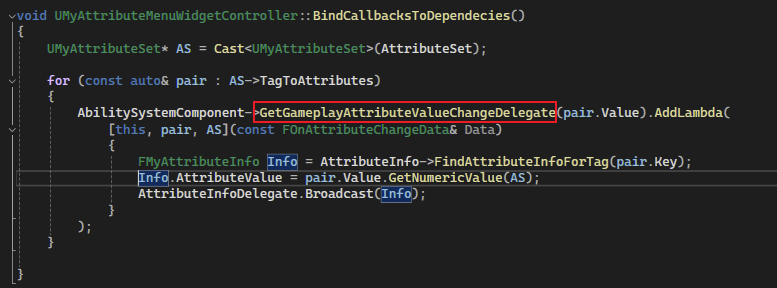 void UMyAttributeMenuWidgetController::BindCallbacksToDependecies()
{
UMyAttributeSet* AS = Cast<UMyAttributeSet>(AttributeSet);
for (const auto& pair : AS->TagToAttributes)
{
AbilitySystemComponent->GetGameplayAttributeValueChangeDelegate(pair.Value).AddLambda(
[this, pair, AS](const FOnAttributeChangeData& Data)
{
FMyAttributeInfo Info = AttributeInfo->FindAttributeInfoForTag(pair.Key);
Info.AttributeValue = pair.Value.GetNumericValue(AS);
AttributeInfoDelegate.Broadcast(Info);
}
);
}
}